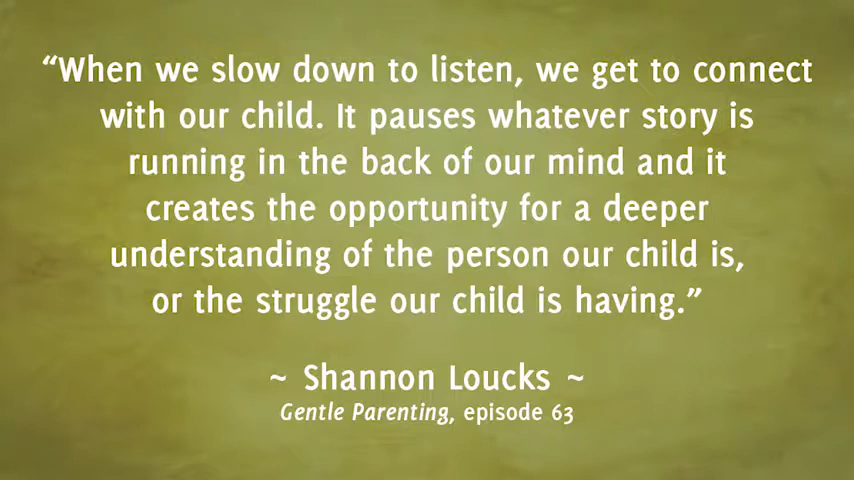 “When we slow down to listen, we get to connect
with our child. It pauses whatever story is
running in the back of our mind and it
creates the opportunity for a deeper
understanding of the person our child is,
or the struggle our child is having.”
~ Shannon Loucks ~
Gentle Parenting, episode 63